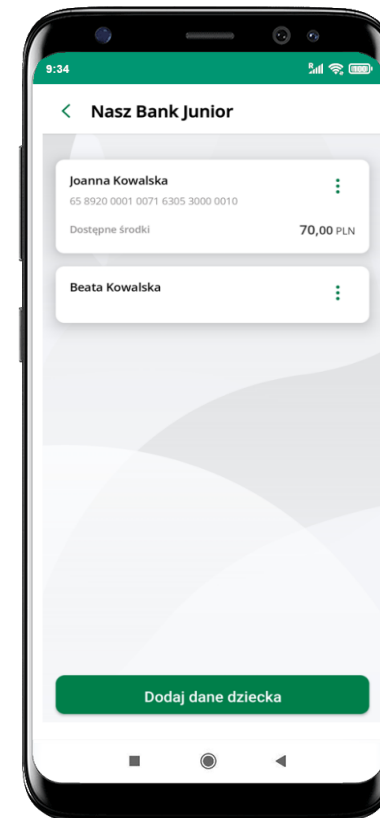 9:34
R
100
Nasz Bank Junior
Joanna Kowalska
65 8920 0001 0071 6305 3000 0010
Dostępne środki 70,00 PLN
Beata Kowalska
Dodaj dane dziecka